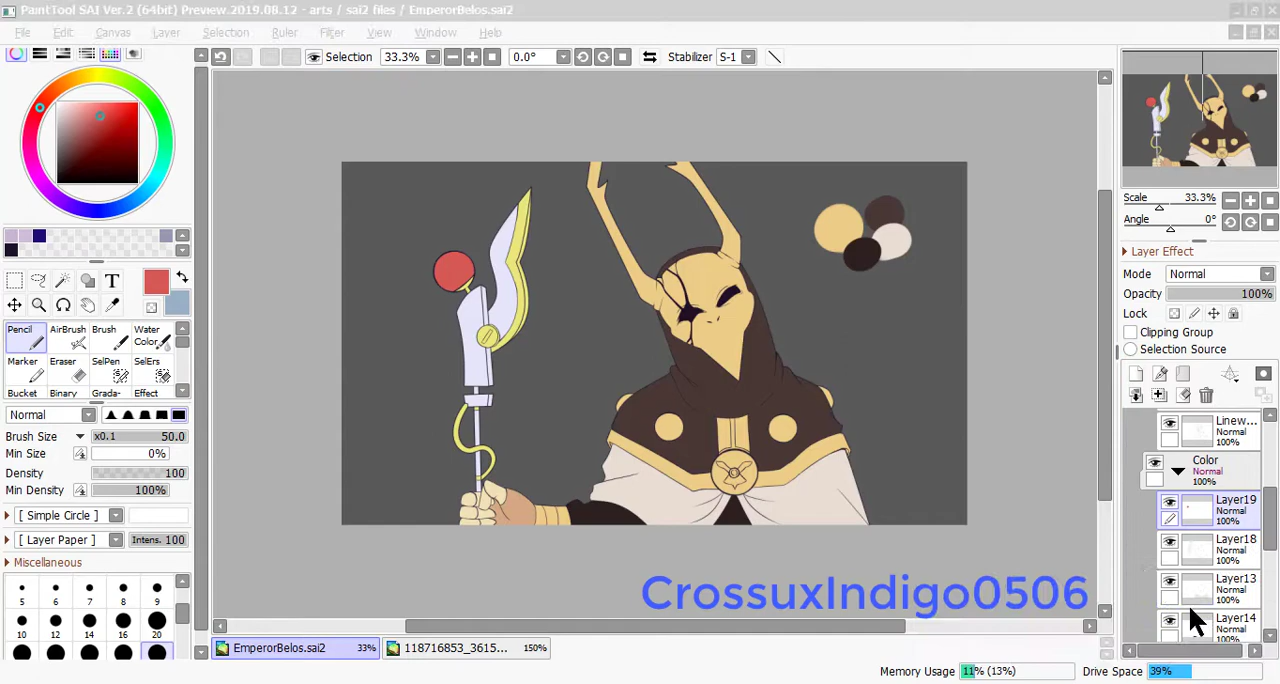 PaintTool SAI Ver.2 (64bit) Preview.2019.08.12 - arts / sai2 files / EmperorBelos.sai2
File Edit Canvas Layer Selection Ruler Filter View Window Help
Selection 33.3% 0.0° Stabilizer S-1
Scale 33.3%
Angle 0°
Layer Effect
Mode Normal
Opacity 100%
Lock
Clipping Group
Selection Source
T
Pencil AirBrush Brush Water Color
Marker Eraser SelPen SelErs
Bucket Binary Grada- Effect
Normal
Brush Size x0.1 50.0
Min Size 0%
Density 100
Min Density 100%
[ Simple Circle ]
[ Layer Paper ] Intens. 100
Miscellaneous
5 6 7 8 9
10 12 14 16 20
Linew...
Normal
100%
Color
Normal
100%
Layer19
Normal
100%
Layer18
Normal
100%
Layer13
Normal
100%
Layer14
Normal
100%
CrossuxIndigo0506
EmperorBelos.sai2 33% 118716853_3615... 150%
Memory Usage 11% (13%) Drive Space 39%